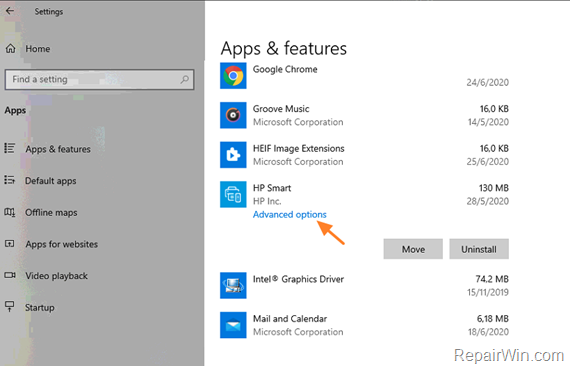 Settings
Home
Find a setting
Apps
Apps & features
Default apps
Offline maps
Apps for websites
Video playback
Startup
Apps & features
Google Chrome
24/6/2020
Groove Music 16.0 KB
Microsoft Corporation 14/5/2020
HEIF Image Extensions 16.0 KB
Microsoft Corporation 25/6/2020
HP Smart 130 MB
HP Inc. 28/5/2020
Advanced options
Move Uninstall
Intel® Graphics Driver 74.2 MB
15/11/2019
Mail and Calendar 6,18 MB
Microsoft Corporation 18/6/2020
RepairWin.com